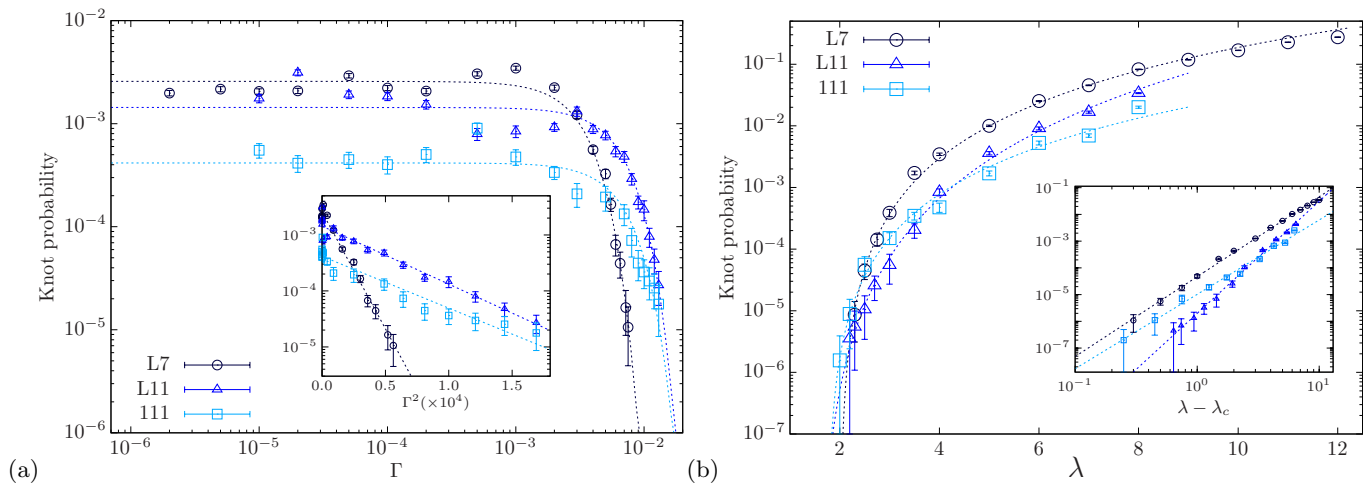 10^{-2}
10^{-3}
10^{-4}
10^{-5}
10^{-6}
Knot probability
10^{-6} 10^{-5} 10^{-4} 10^{-3} 10^{-2}
Γ
L7
L11
111
10^{-3}
10^{-4}
10^{-5}
0.0 0.5 1.0 1.5
Γ^2(×10^4)
(a)
10^{-1}
10^{-2}
10^{-3}
10^{-4}
10^{-5}
10^{-6}
10^{-7}
Knot probabiity
L7
L11
111
2 4 6 8 10 12
λ
10^{-1}
10^{-3}
10^{-5}
10^{-7}
10^{-1} 10^0 10^1
λ − λ_c
(b)